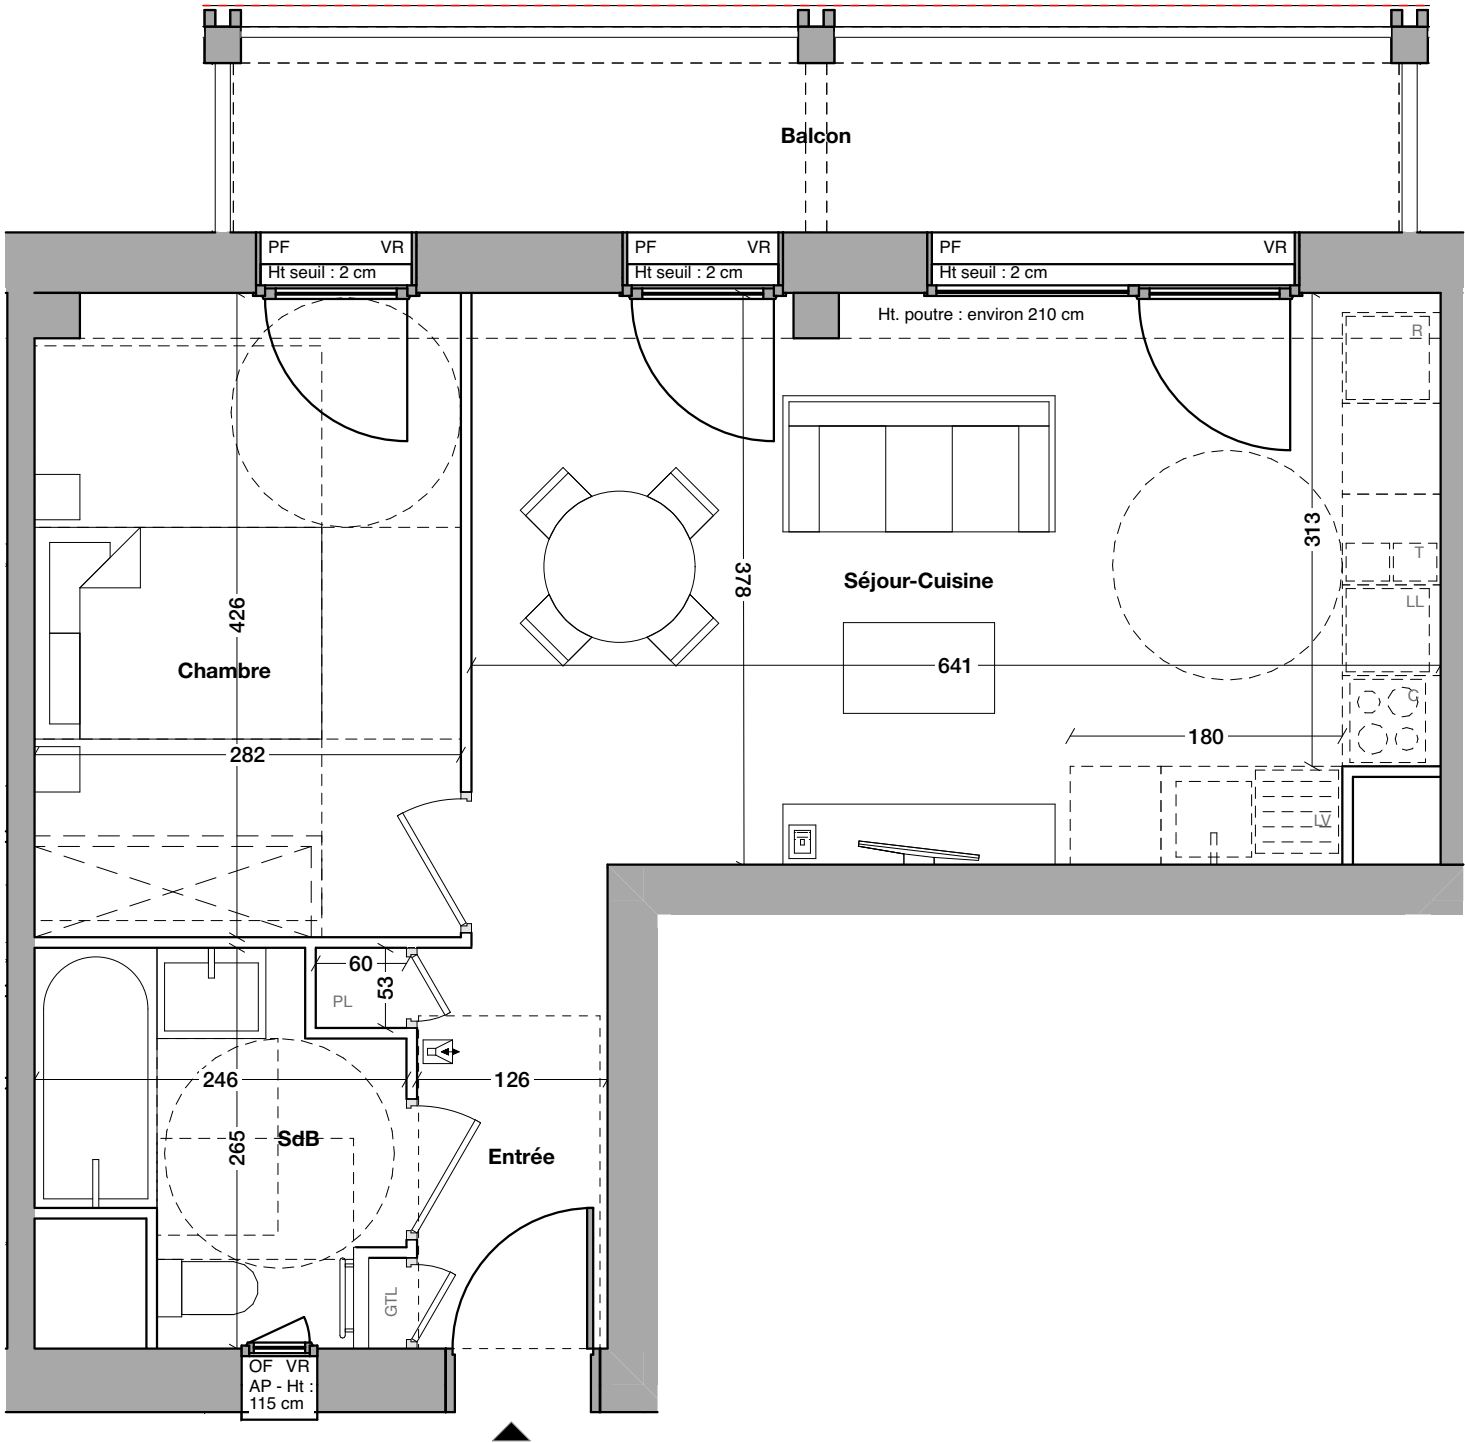 Balcon
PF VR
Ht seuil : 2 cm
PF VR
Ht seuil : 2 cm
PF VR
Ht seuil : 2 cm
Ht. poutre : environ 210 cm
R
313
T
378
Séjour-Cuisine
LL
426
Chambre
641
C
180
282
LV
60
53
PL
246
126
265
SdB
Entrée
GTL
OF VR
AP - Ht :
115 cm